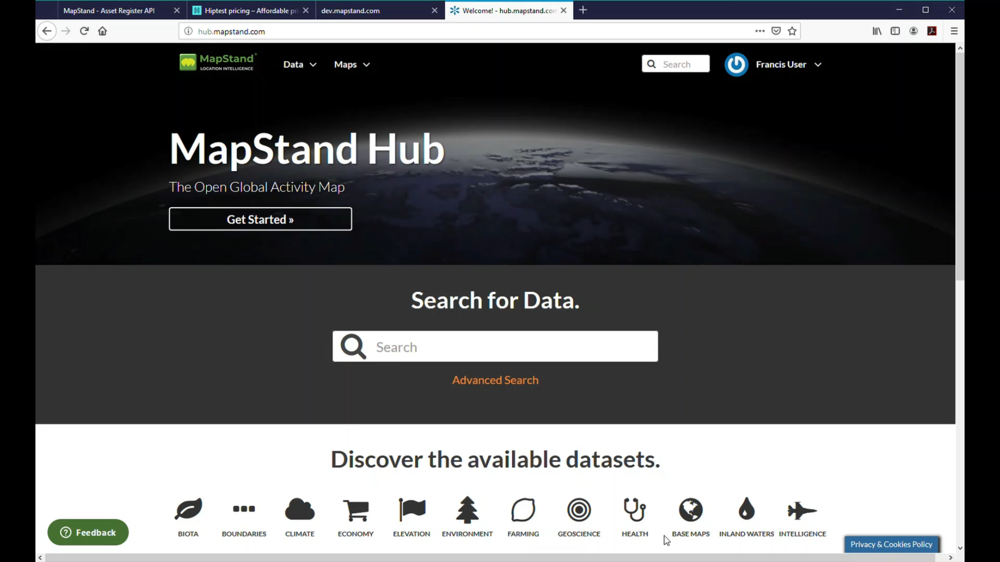 MapStand - Asset Register API
Hiptest pricing – Affordable pri
dev.mapstand.com
Welcome! - hub.mapstand.com
hub.mapstand.com
MapStand
LOCATION INTELLIGENCE
Data
Maps
Search
Francis User
MapStand Hub
The Open Global Activity Map
Get Started »
Search for Data.
Search
Advanced Search
Discover the available datasets.
BIOTA
BOUNDARIES
CLIMATE
ECONOMY
ELEVATION
ENVIRONMENT
FARMING
GEOSCIENCE
HEALTH
BASE MAPS
INLAND WATERS
INTELLIGENCE
Feedback
Privacy & Cookies Policy